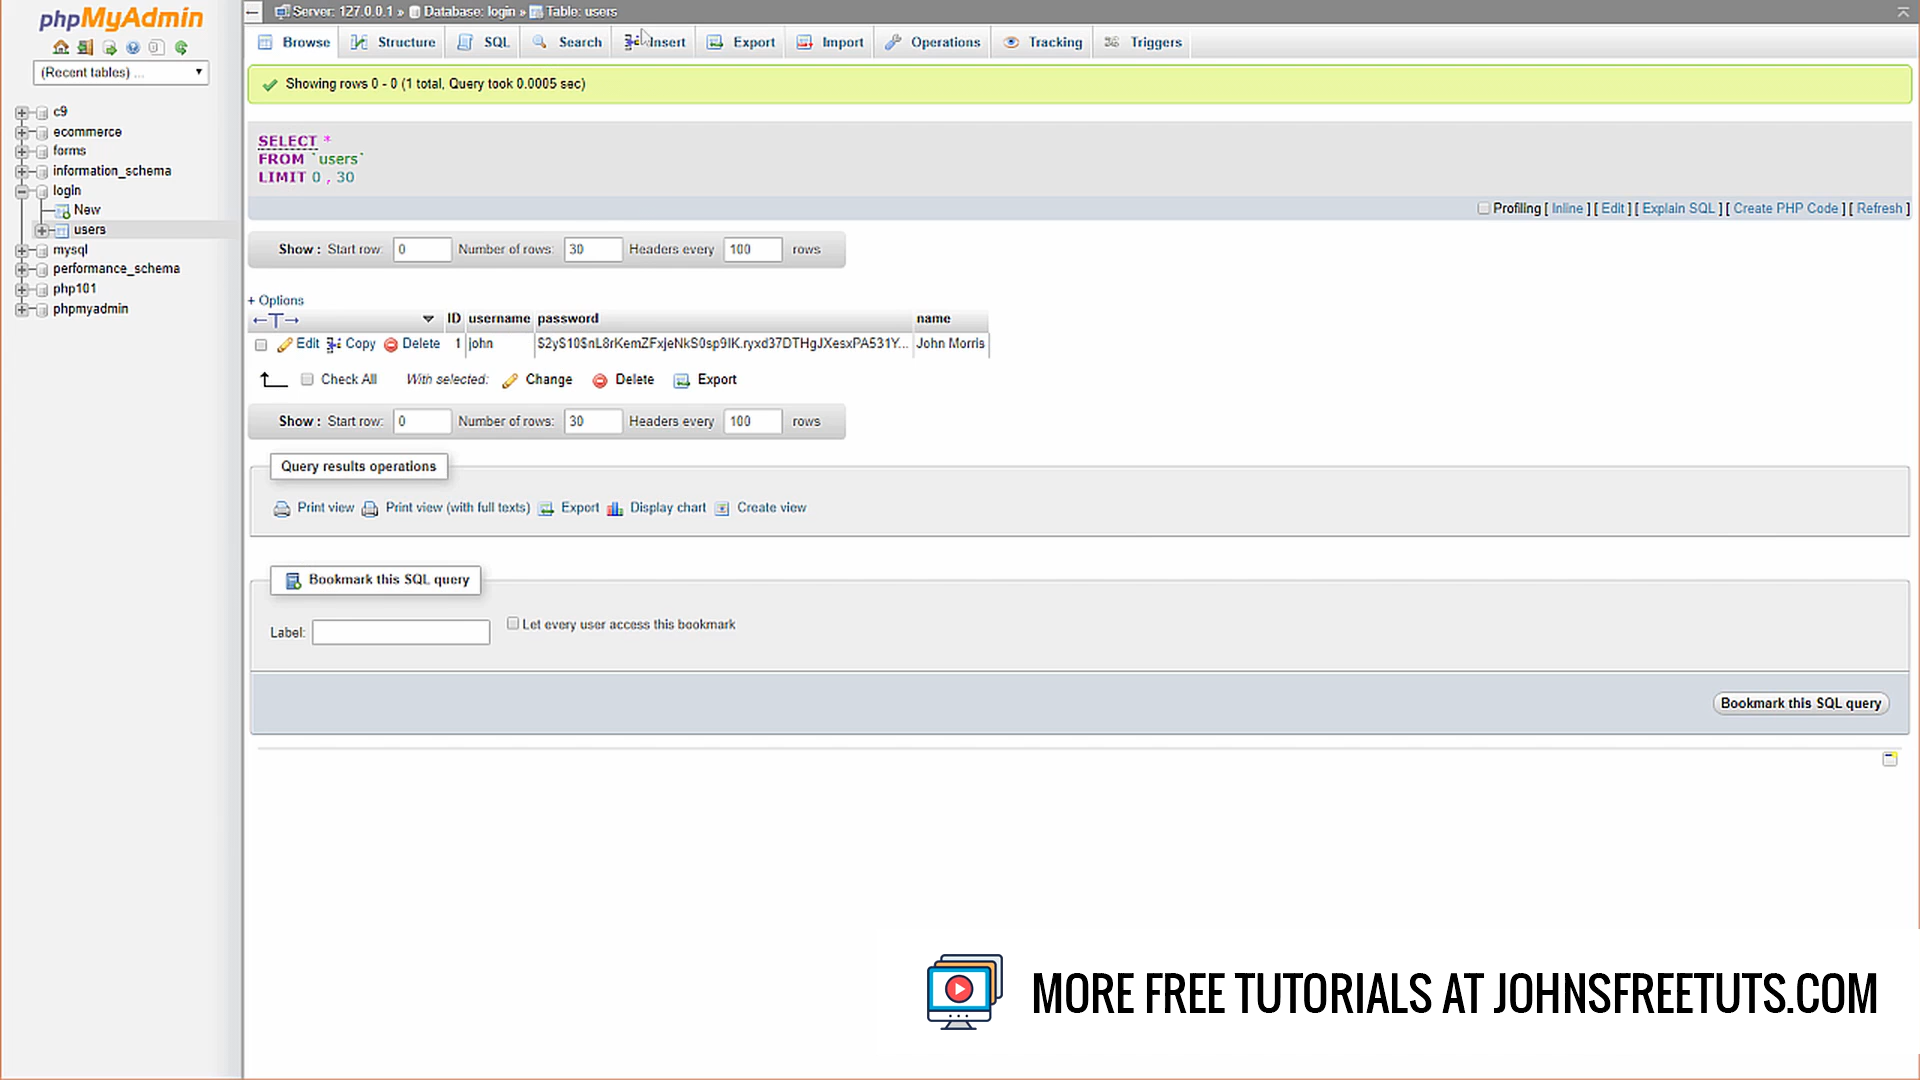 phpMyAdmin
Server: 127.0.0.1 » Database: login » Table: users
Browse Structure SQL Search Insert Export Import Operations Tracking Triggers
(Recent tables) ...
Showing rows 0 - 0 (1 total, Query took 0.0005 sec)
c9
ecommerce
forms
information_schema
login
New
users
mysql
performance_schema
php101
phpmyadmin
SELECT *
FROM `users`
LIMIT 0 , 30
Profiling [ Inline ] [ Edit ] [ Explain SQL ] [ Create PHP Code ] [ Refresh ]
Show : Start row: 0 Number of rows: 30 Headers every 100 rows
+ Options
←T→ ID username password name
Edit Copy Delete 1 john $2y$10$nL8rKemZFxjeNkS0sp9IK.ryxd37DTHgJXesxPA531Y... John Morris
Check All With selected: Change Delete Export
Show : Start row: 0 Number of rows: 30 Headers every 100 rows
Query results operations
Print view Print view (with full texts) Export Display chart Create view
Bookmark this SQL query
Label: Let every user access this bookmark
Bookmark this SQL query
MORE FREE TUTORIALS AT JOHNSFREETUTS.COM